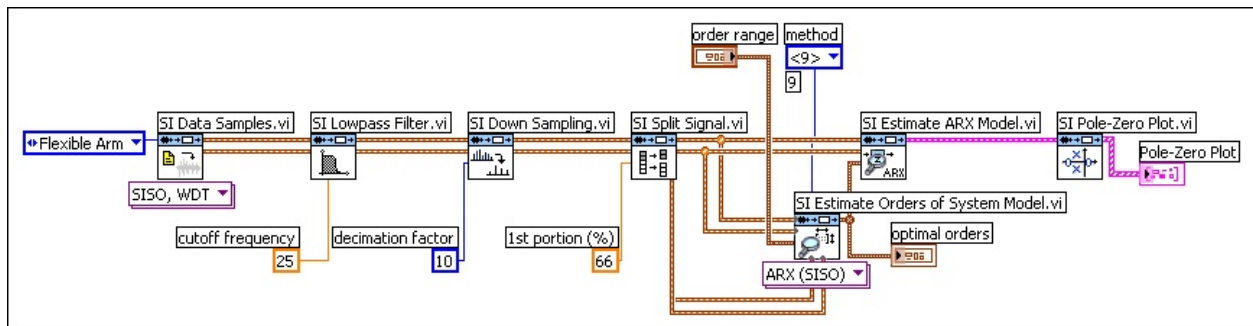 order range
method
<9>
9
SI Data Samples.vi
SI Lowpass Filter.vi
SI Down Sampling.vi
SI Split Signal.vi
SI Estimate ARX Model.vi
SI Pole-Zero Plot.vi
Flexible Arm
ARX
Pole-Zero Plot
SISO, WDT
SI Estimate Orders of System Model.vi
cutoff frequency
25
decimation factor
10
1st portion (%)
66
optimal orders
ARX (SISO)